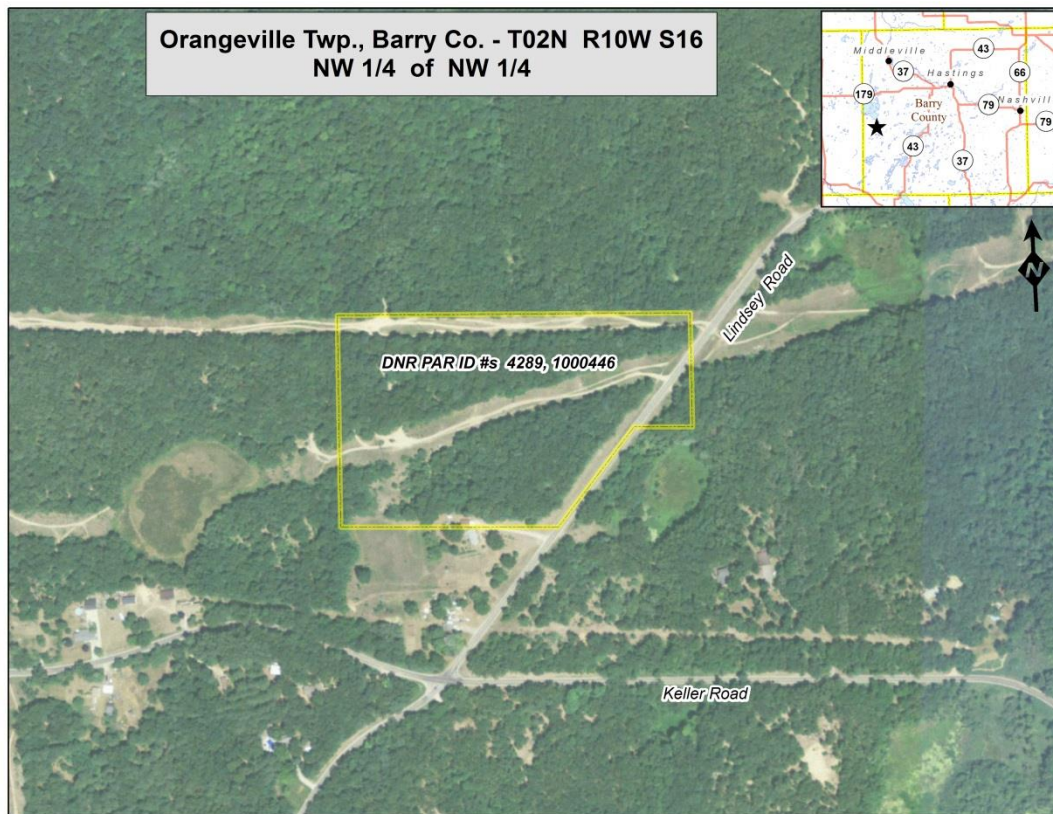 Orangeville Twp., Barry Co. - T02N R10W S16
NW 1/4 of NW 1/4
Middleville
43
37
Hastings
66
179
Nashvill
Barry
County
79
79
43
37
N
Lindsey Road
DNR PAR ID #s 4289, 1000446
Keller Road